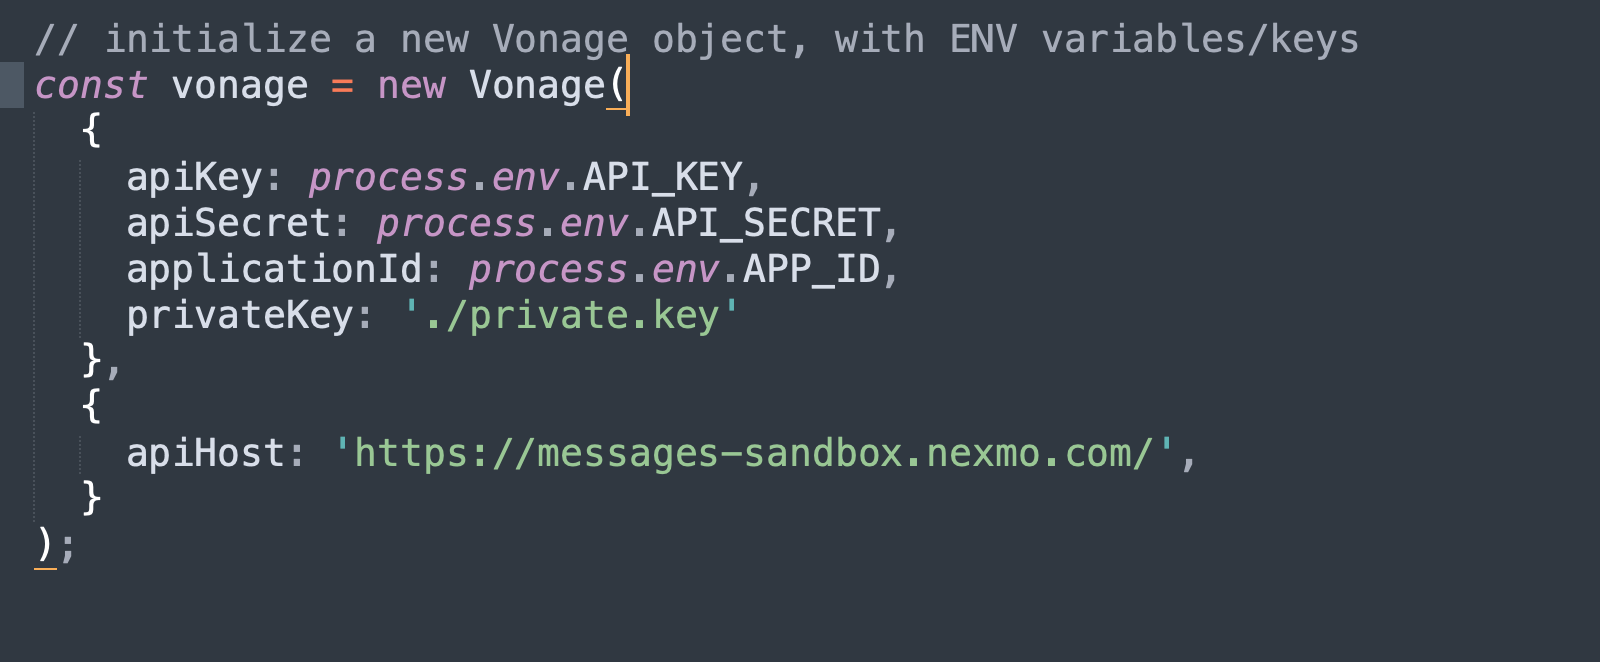 // initialize a new Vonage object, with ENV variables/keys
const vonage = new Vonage(
  {
    apiKey: process.env.API_KEY,
    apiSecret: process.env.API_SECRET,
    applicationId: process.env.APP_ID,
    privateKey: './private.key'
  },
  {
    apiHost: 'https://messages-sandbox.nexmo.com/',
  }
);